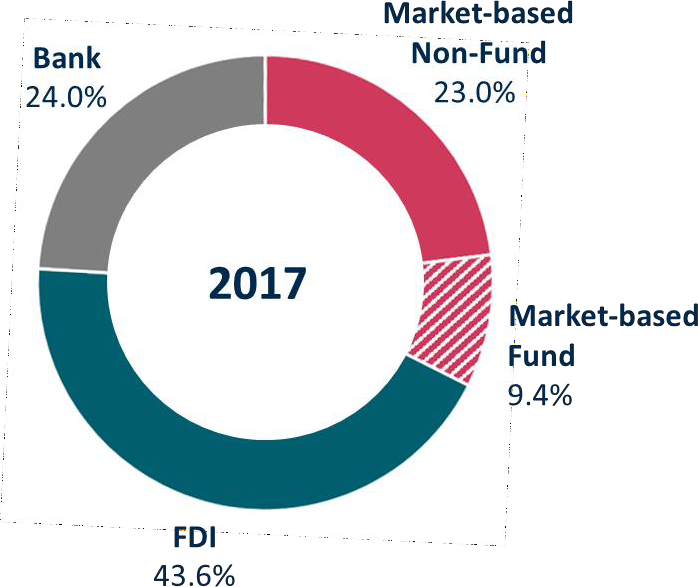 Market-based
Non-Fund
23.0%
Bank
24.0%
2017
Market-based
Fund
9.4%
FDI
43.6%